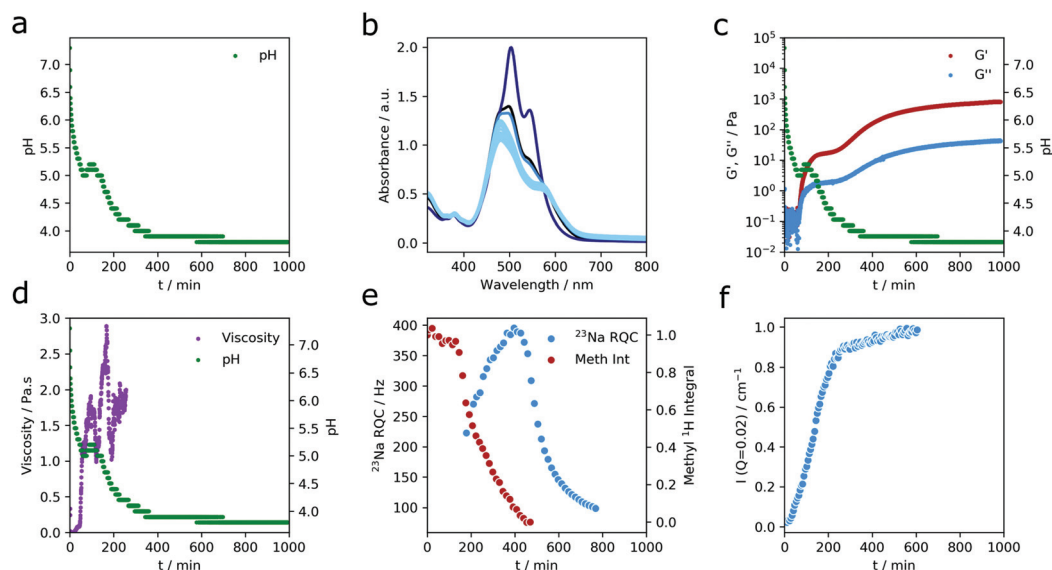 a
pH
7.0
6.5
6.0
5.5
5.0
4.5
4.0
pH
0 200 400 600 800 1000
t / min
b
2.0
1.5
1.0
0.5
0.0
Absorbance / a.u.
400 500 600 700 800
Wavelength / nm
c
G'
G''
10⁵
10⁴
10³
10²
10¹
10⁰
10⁻¹
10⁻²
G', G'' / Pa
7.0
6.5
6.0
5.5
5.0
4.5
4.0
pH
0 200 400 600 800 1000
t / min
d
Viscosity
pH
3.0
2.5
2.0
1.5
1.0
0.5
0.0
Viscosity / Pa.s
7.0
6.5
6.0
5.5
5.0
4.5
4.0
pH
0 200 400 600 800 1000
t / min
e
²³Na RQC
Meth Int
400
350
300
250
200
150
100
²³Na RQC / Hz
1.0
0.8
0.6
0.4
0.2
0.0
Methyl ¹H Integral
0 200 400 600 800 1000
t / min
f
1.0
0.8
0.6
0.4
0.2
0.0
I (Q=0.02) / cm⁻¹
0 200 400 600 800 1000
t / min